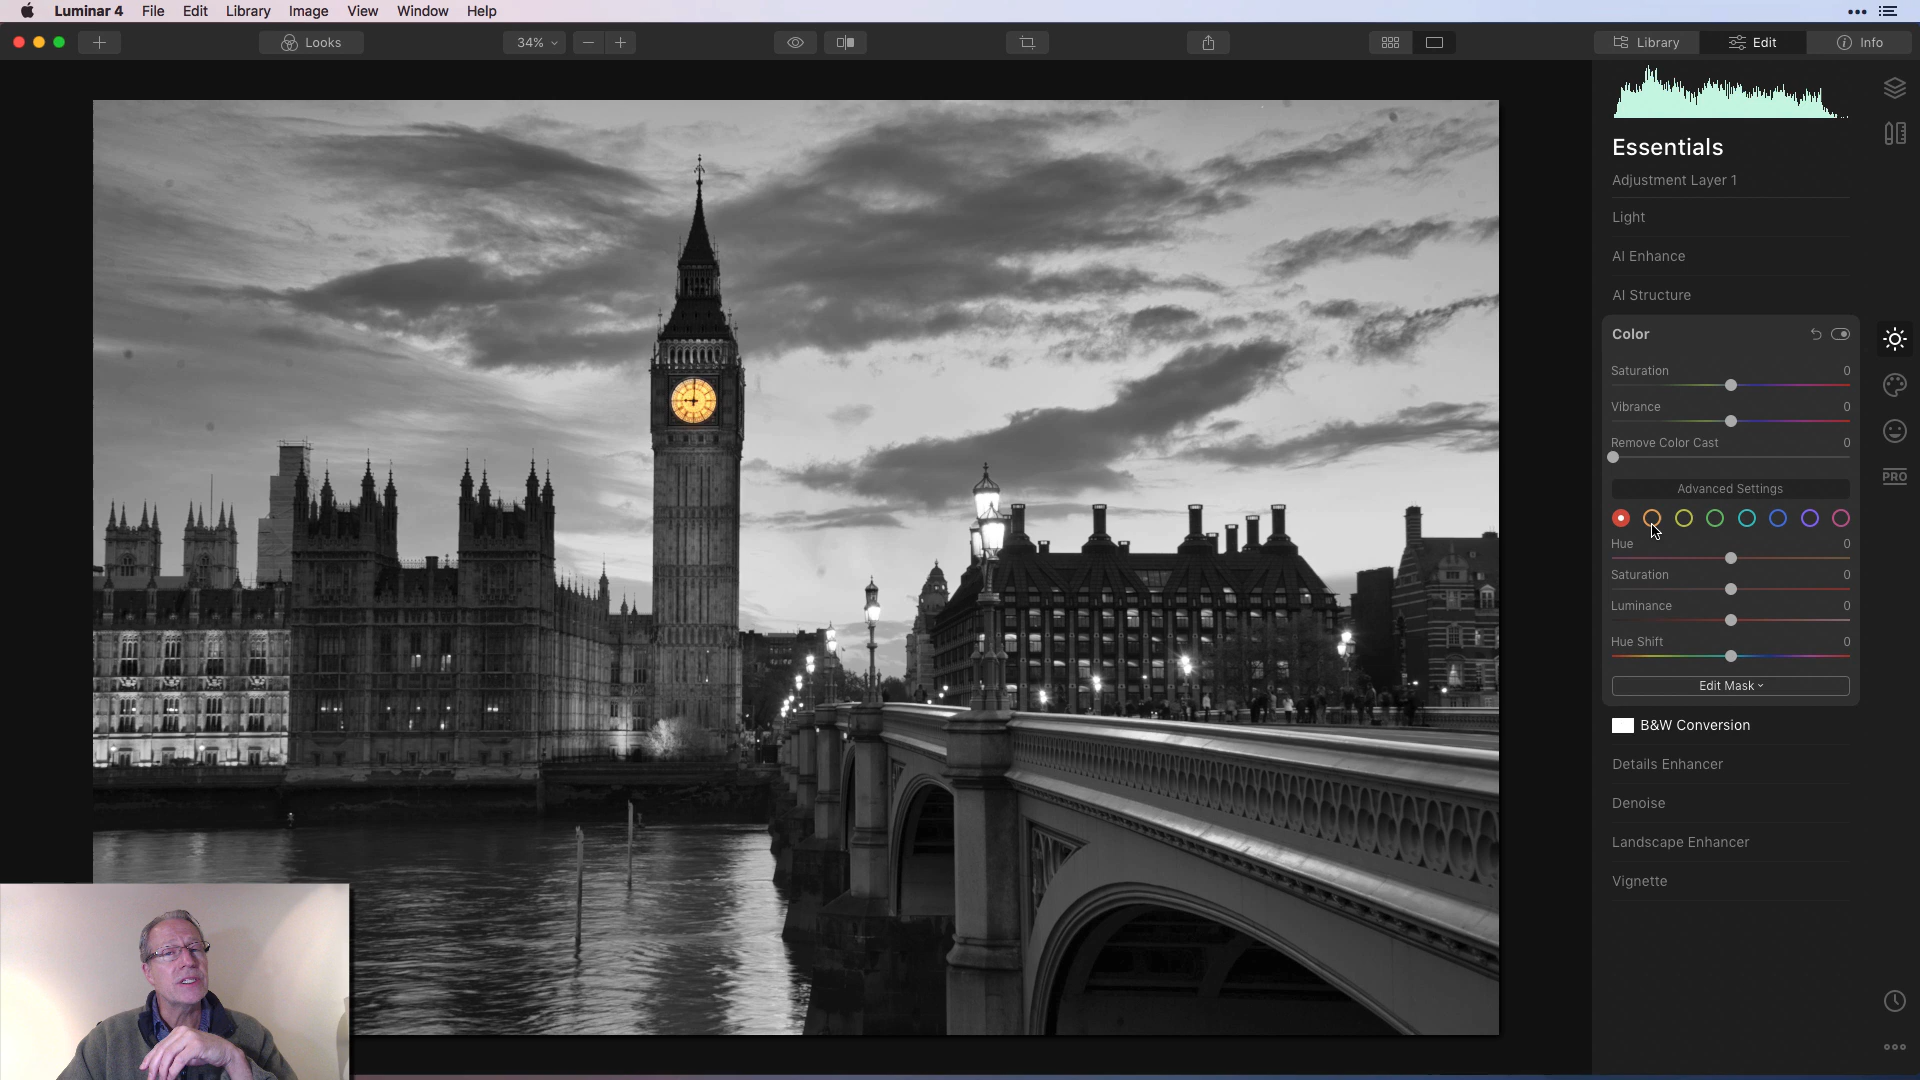 Luminar 4 File Edit Library Image View Window Help
Looks 34% Library Edit Info
Essentials
Adjustment Layer 1
Light
AI Enhance
AI Structure
Color
Saturation 0
Vibrance 0
Remove Color Cast 0
Advanced Settings
PRO
Hue 0
Saturation 0
Luminance 0
Hue Shift 0
Edit Mask
B&W Conversion
Details Enhancer
Denoise
Landscape Enhancer
Vignette